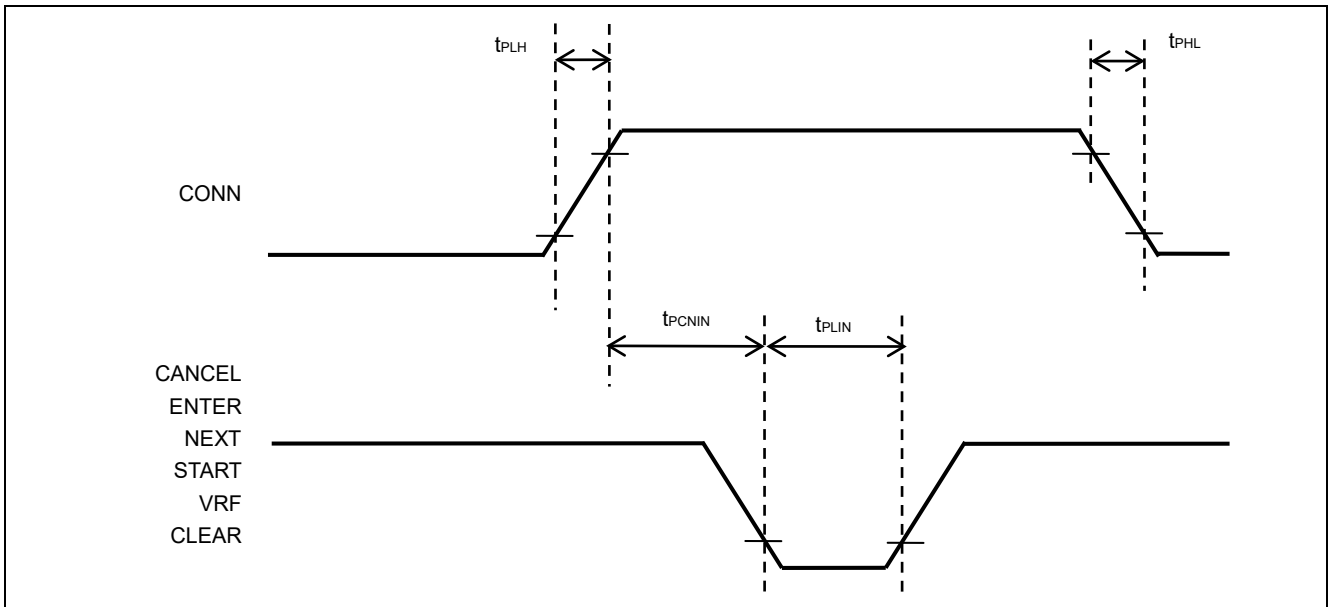 tPLH
tPHL
CONN
tPCNIN
tPLIN
CANCEL
ENTER
NEXT
START
VRF
CLEAR